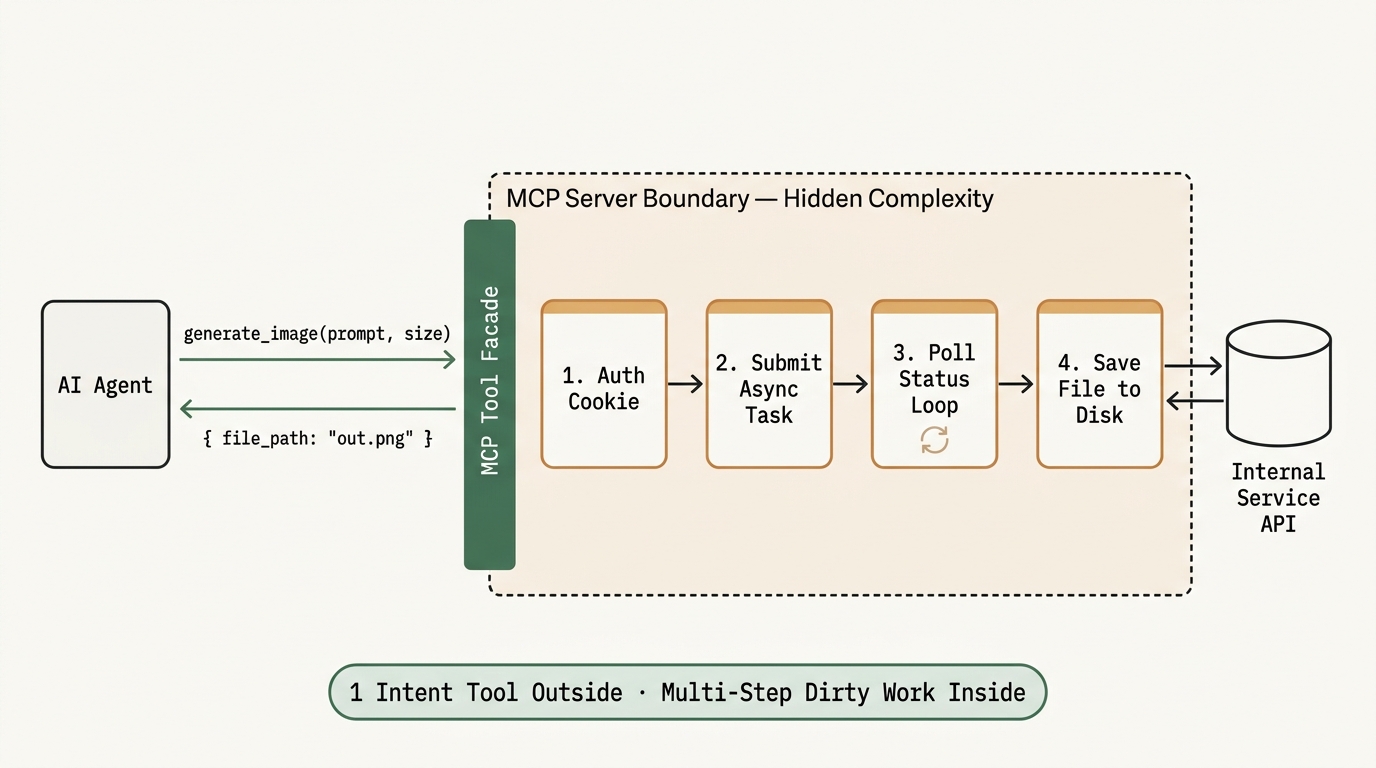 MCP Server Boundary — Hidden Complexity
AI Agent
generate_image(prompt, size)
{ file_path: "out.png" }
MCP Tool Facade
1. Auth
Cookie
2. Submit
Async
Task
3. Poll
Status
Loop
4. Save
File to
Disk
Internal
Service
API
1 Intent Tool Outside · Multi-Step Dirty Work Inside